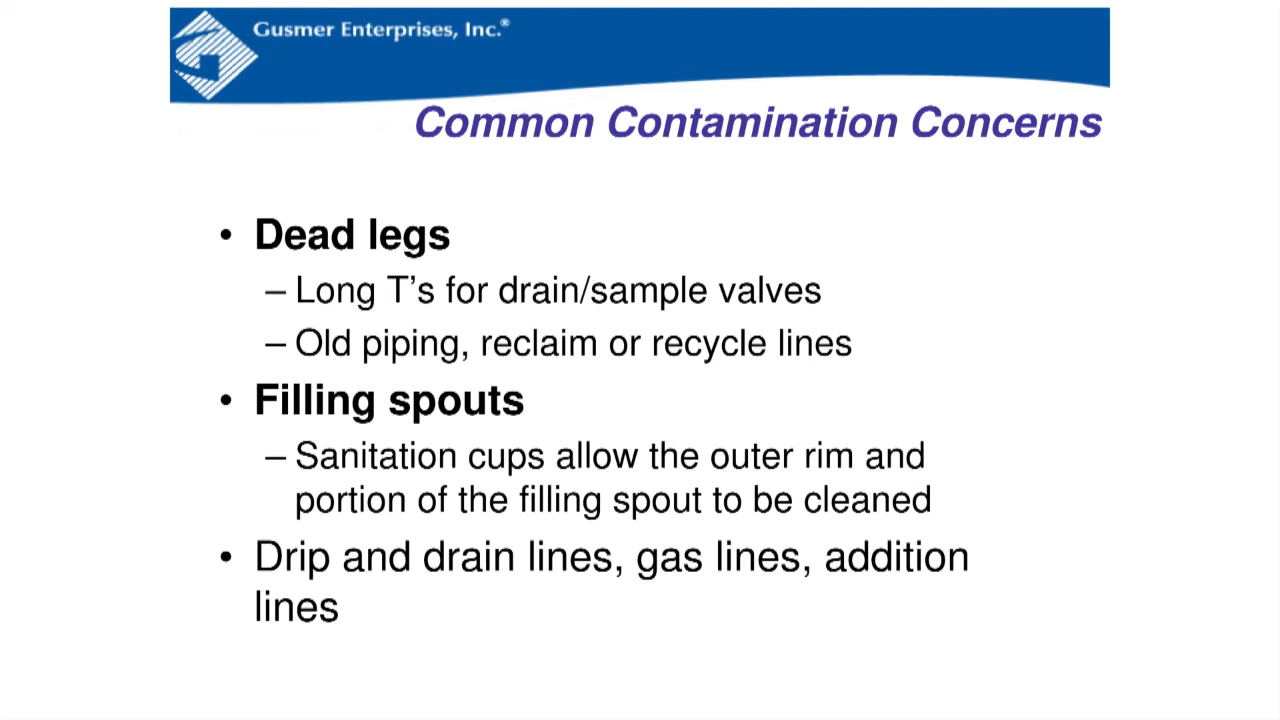 Gusmer Enterprises, Inc.®
Common Contamination Concerns
• Dead legs
– Long T’s for drain/sample valves
– Old piping, reclaim or recycle lines
• Filling spouts
– Sanitation cups allow the outer rim and
portion of the filling spout to be cleaned
• Drip and drain lines, gas lines, addition
lines